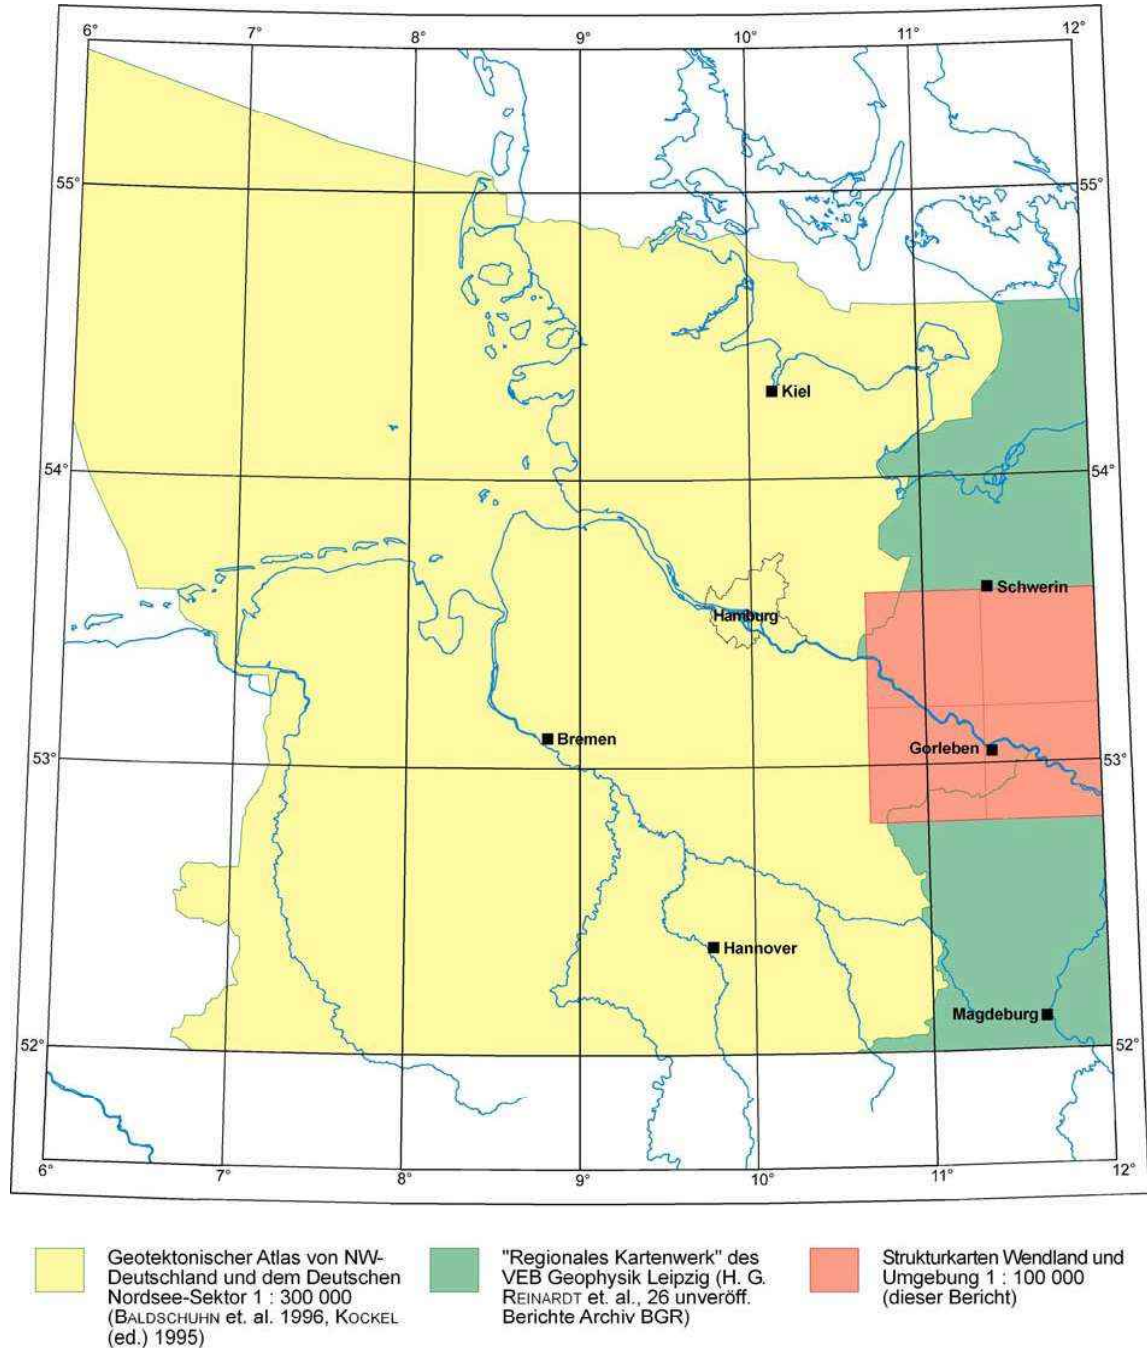 6° 7° 8° 9° 10° 11° 12°
55° 55°
Kiel
54° 54°
Schwerin
Hamburg
Bremen
Gorleben
53° 53°
Hannover
Magdeburg
52° 52°
6° 7° 8° 9° 10° 11° 12°
Geotektonischer Atlas von NW-
Deutschland und dem Deutschen
Nordsee-Sektor 1 : 300 000
(BALDSCHUHN et. al. 1996, KOCKEL
(ed.) 1995)
"Regionales Kartenwerk" des
VEB Geophysik Leipzig (H. G.
REINARDT et. al., 26 unveröff.
Berichte Archiv BGR)
Strukturkarten Wendland und
Umgebung 1 : 100 000
(dieser Bericht)